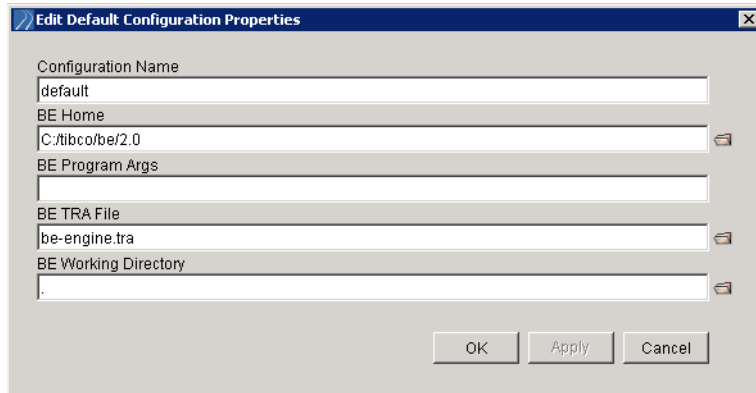 Edit Default Configuration Properties
Configuration Name
default
BE Home
C:/tibco/be/2.0
BE Program Args
BE TRA File
be-engine.tra
BE Working Directory
.
OK Apply Cancel